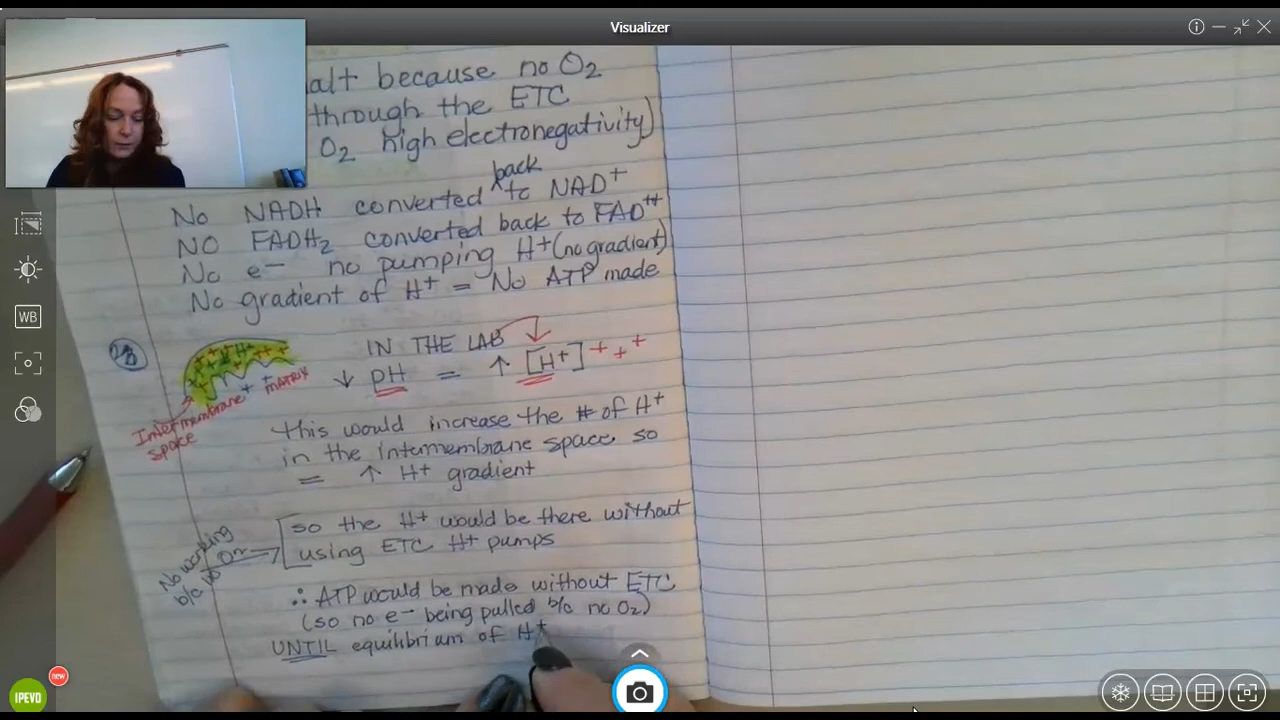 Visualizer
alt because no O2
through the ETC
O2 high electronegativity)
back
No NADH converted ^ to NAD+
NO FADH2 converted back to FAD++
No e- no pumping H+ (no gradient)
No gradient of H+ = No ATP made
23
IN THE LAB
↓ pH = ↑ [H+] + + +
matrix
Intermembrane
space
This would increase the # of H+
in the intermembrane space so
= ↑ H+ gradient
so the H+ would be there without
using ETC H+ pumps
No working
b/c no O2
∴ ATP would be made without ETC
(so no e- being pulled b/c no O2)
UNTIL equilibrium of H+
WB
new
IPEVO